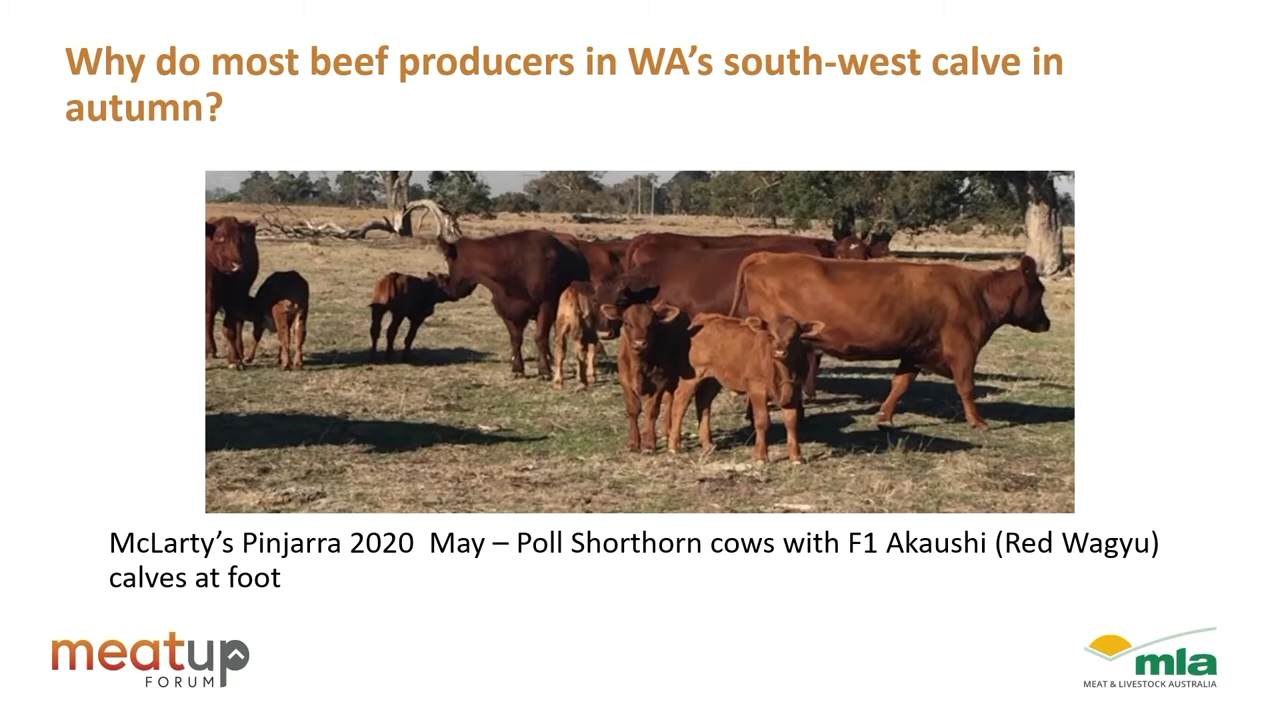 Why do most beef producers in WA’s south-west calve in
autumn?
McLarty’s Pinjarra 2020  May – Poll Shorthorn cows with F1 Akaushi (Red Wagyu)
calves at foot
meatup
FORUM
mla
MEAT & LIVESTOCK AUSTRALIA